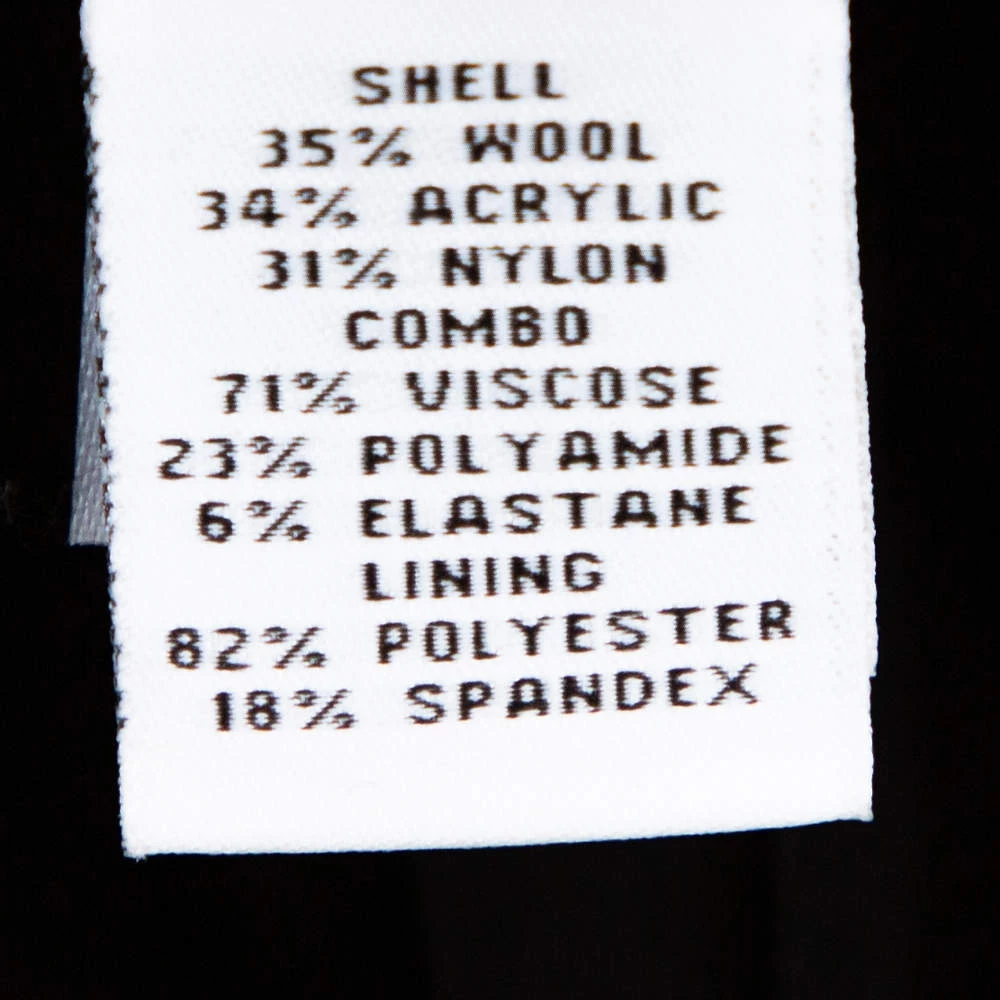 SHELL
35% WOOL
34% ACRYLIC
31% NYLON
COMBO
71% VISCOSE
23% POLYAMIDE
6% ELASTANE
LINING
82% POLYESTER
18% SPANDEX